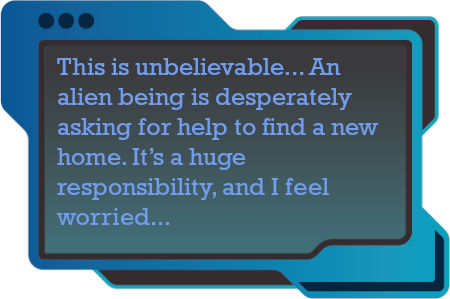 This is unbelievable... An
alien being is desperately
asking for help to find a new
home. It's a huge
responsibility, and I feel
worried...